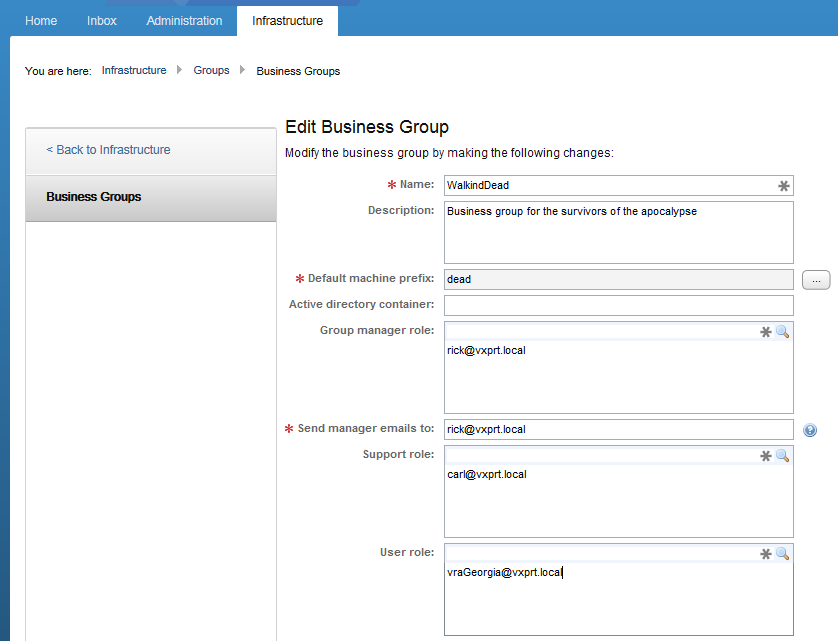 Home Inbox Administration Infrastructure
You are here: Infrastructure Groups Business Groups
Edit Business Group
< Back to Infrastructure
Modify the business group by making the following changes:
Business Groups
* Name: WalkindDead *
Description: Business group for the survivors of the apocalypse
* Default machine prefix: dead ...
Active directory container:
Group manager role: *
rick@vxprt.local
* Send manager emails to: rick@vxprt.local ?
Support role: *
carl@vxprt.local
User role: *
vraGeorgia@vxprt.local